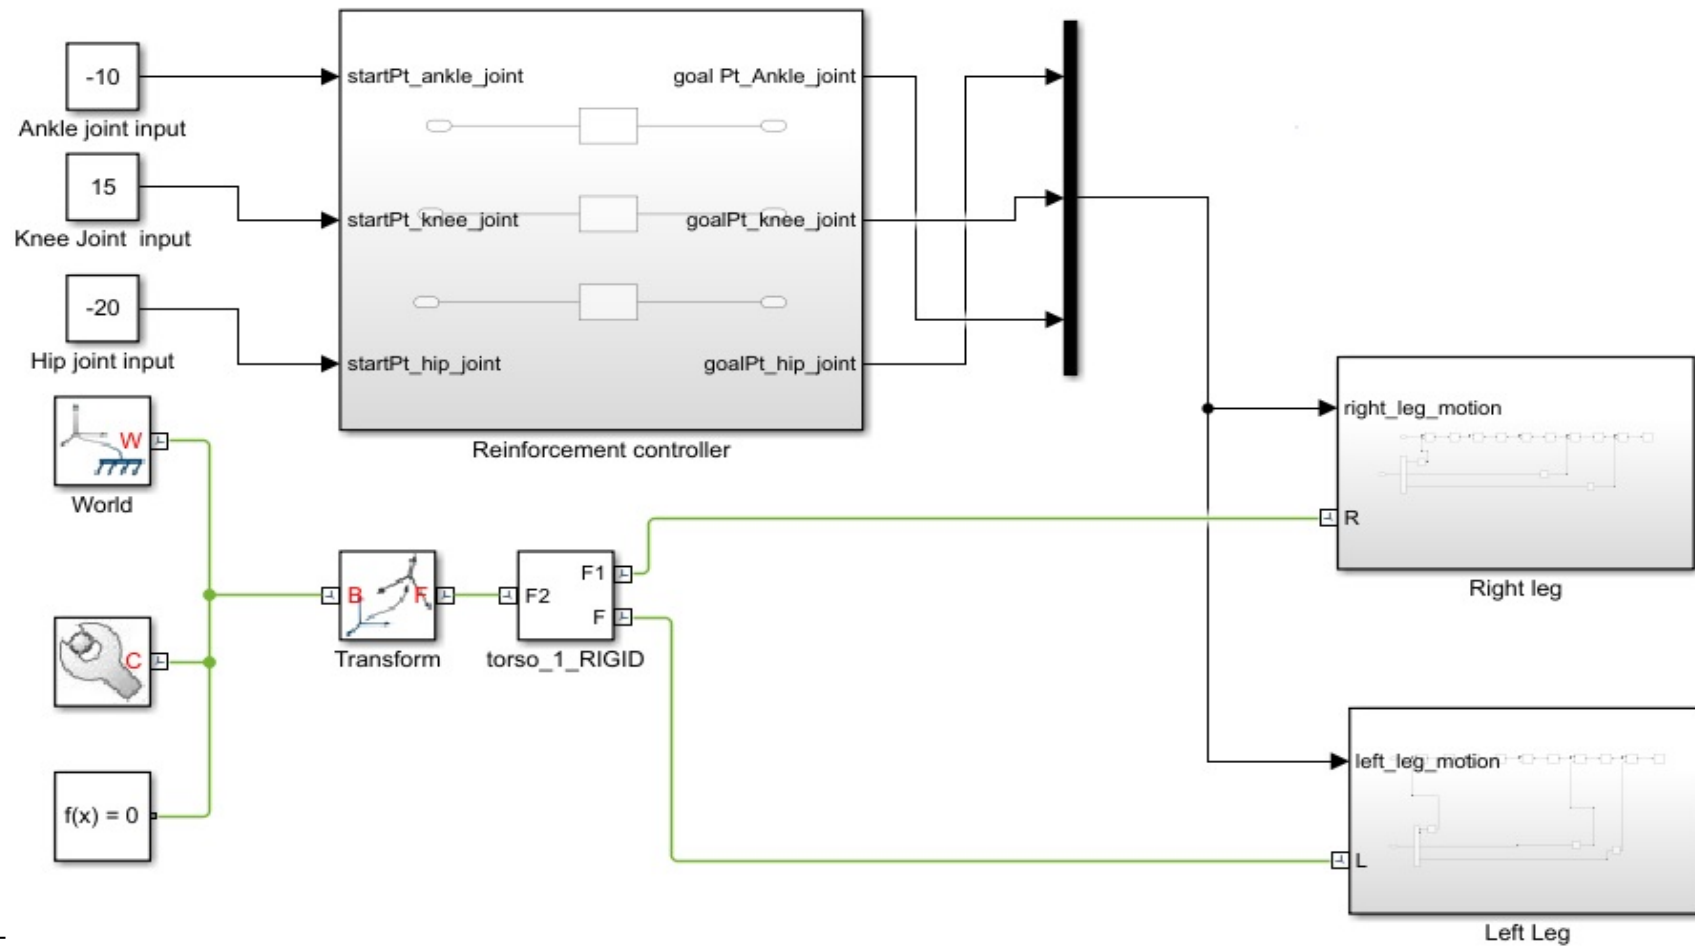 -10
Ankle joint input
15
Knee Joint  input
-20
Hip joint input
startPt_ankle_joint
goal Pt_Ankle_joint
startPt_knee_joint
goalPt_knee_joint
startPt_hip_joint
goalPt_hip_joint
Reinforcement controller
W
World
C
f(x) = 0
B
F
Transform
F2
F1
F
torso_1_RIGID
right_leg_motion
R
Right leg
left_leg_motion
L
Left Leg